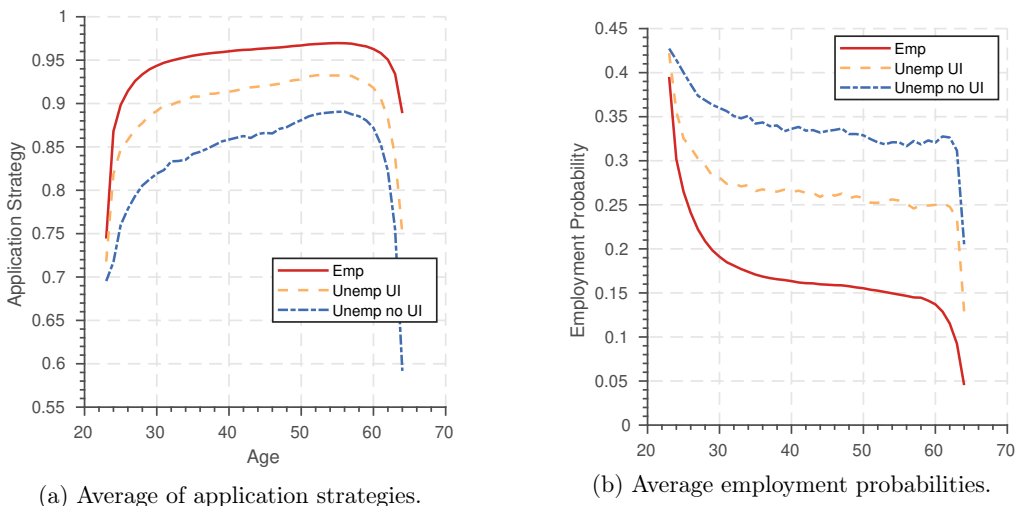 1
0.95
0.9
0.85
0.8
0.75
0.7
0.65
0.6
0.55
Application Strategy
20 30 40 50 60 70
Age
Emp
Unemp UI
Unemp no UI
(a) Average of application strategies.
0.45
0.4
0.35
0.3
0.25
0.2
0.15
0.1
0.05
0
Employment Probability
20 30 40 50 60 70
Emp
Unemp UI
Unemp no UI
(b) Average employment probabilities.